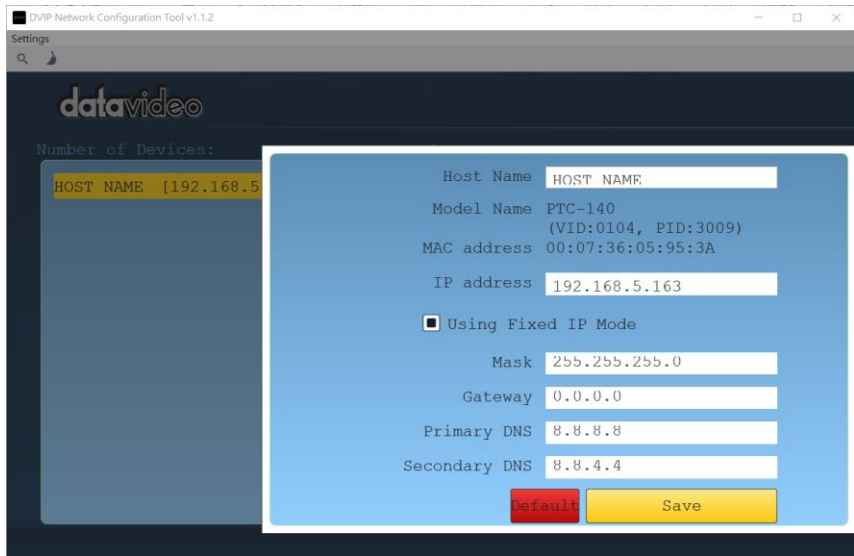 DVIP Network Configuration Tool v1.1.2
Settings
datavideo
Number of Devices:
HOST NAME [192.168.5
Host Name HOST NAME
Model Name PTC-140
(VID:0104, PID:3009)
MAC address 00:07:36:05:95:3A
IP address 192.168.5.163
Using Fixed IP Mode
Mask 255.255.255.0
Gateway 0.0.0.0
Primary DNS 8.8.8.8
Secondary DNS 8.8.4.4
Default Save